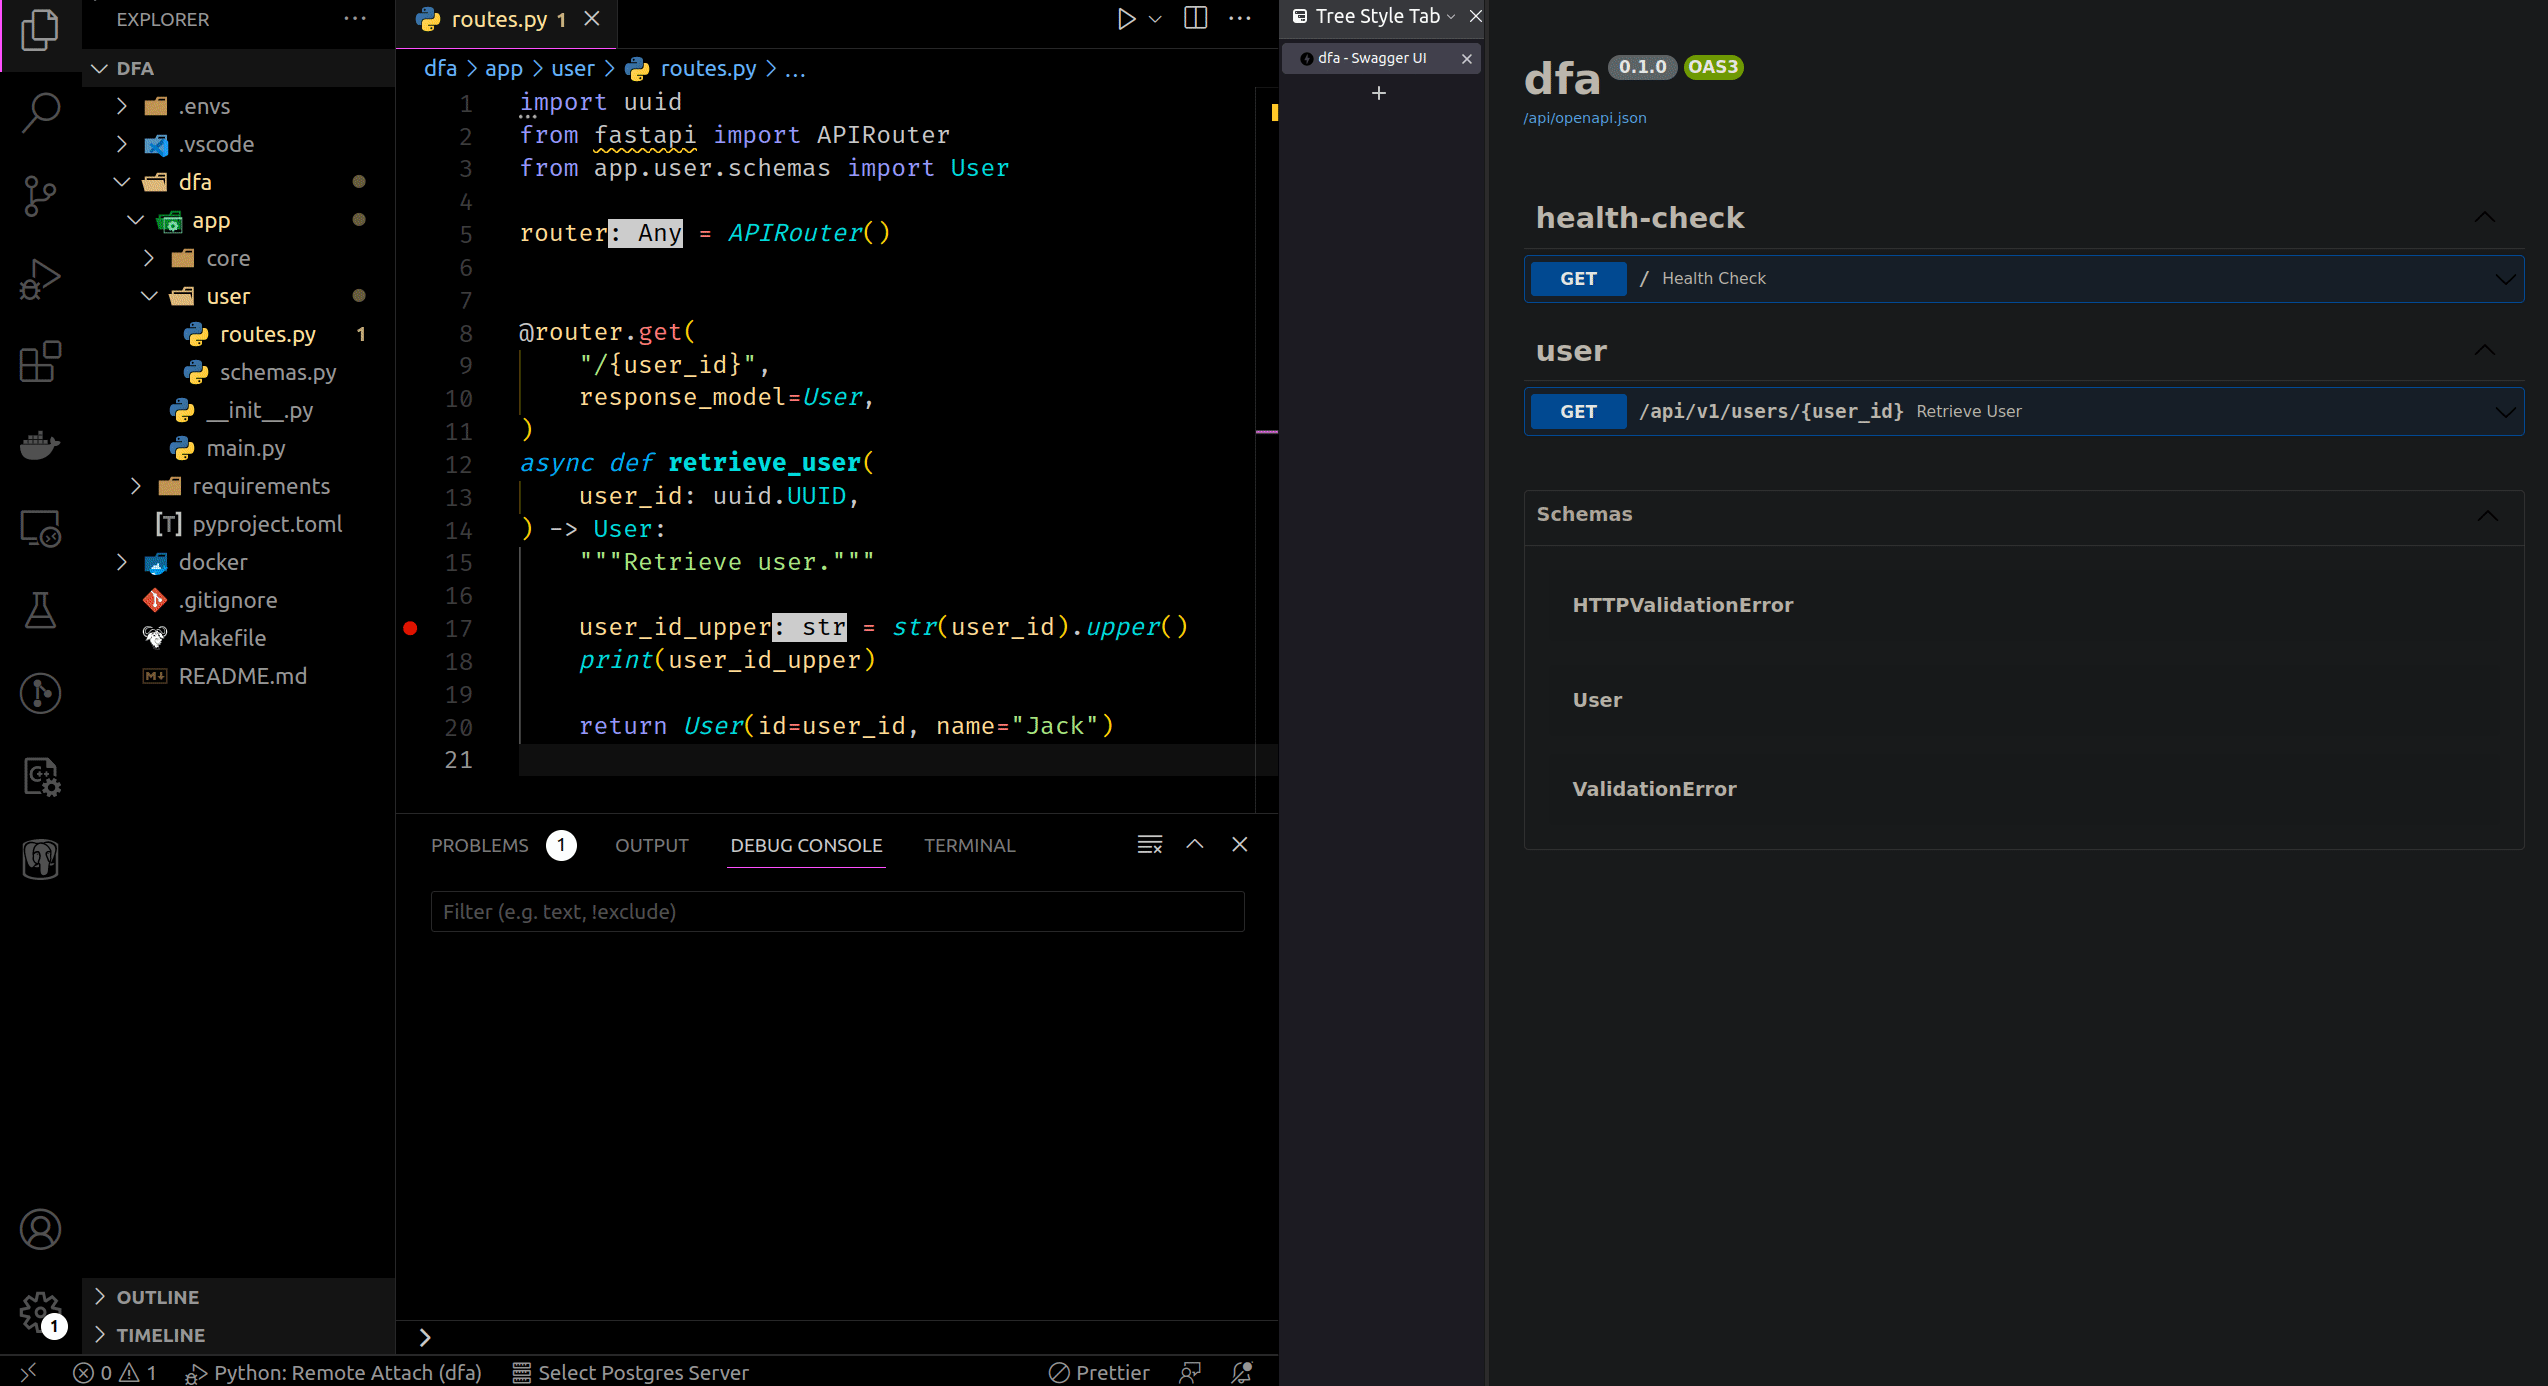 EXPLORER
DFA
.envs
.vscode
dfa
app
core
user
routes.py 1
schemas.py
__init__.py
main.py
requirements
[T] pyproject.toml
docker
.gitignore
Makefile
README.md
OUTLINE
TIMELINE
1
routes.py 1
dfa > app > user > routes.py > ...
1 import uuid
2 from fastapi import APIRouter
3 from app.user.schemas import User
4
5 router: Any = APIRouter()
6
7
8 @router.get(
9 "/{user_id}",
10 response_model=User,
11 )
12 async def retrieve_user(
13 user_id: uuid.UUID,
14 ) -> User:
15 """Retrieve user."""
16
17 user_id_upper: str = str(user_id).upper()
18 print(user_id_upper)
19
20 return User(id=user_id, name="Jack")
21
PROBLEMS 1 OUTPUT DEBUG CONSOLE TERMINAL
Filter (e.g. text, !exclude)
0 1 Python: Remote Attach (dfa) Select Postgres Server Prettier
Tree Style Tab
dfa - Swagger UI
dfa 0.1.0 OAS3
/api/openapi.json
health-check
GET / Health Check
user
GET /api/v1/users/{user_id} Retrieve User
Schemas
HTTPValidationError
User
ValidationError